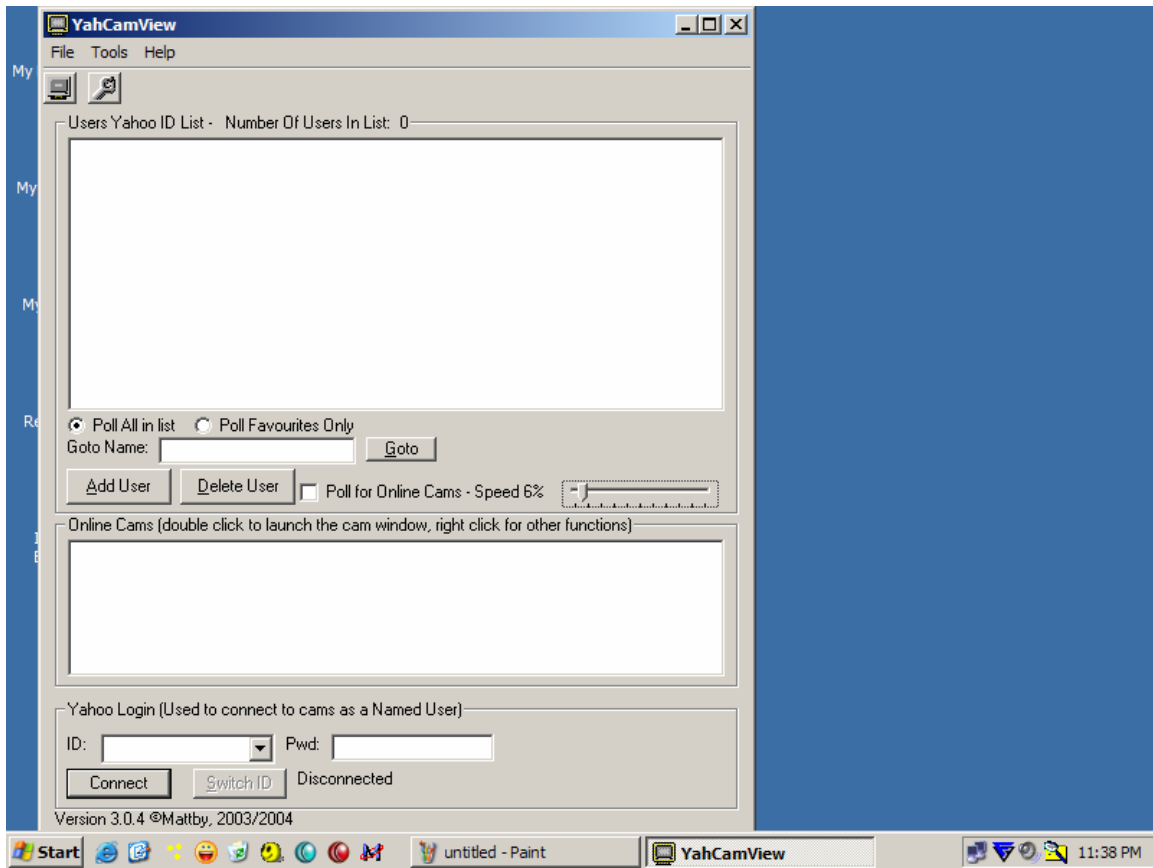 YahCamView
File Tools Help
My
Users Yahoo ID List - Number Of Users In List: 0
My
My
Re
Poll All in list Poll Favourites Only
Goto Name: Goto
Add User Delete User Poll for Online Cams - Speed 6%
Online Cams (double click to launch the cam window, right click for other functions)
Yahoo Login (Used to connect to cams as a Named User)
ID: Pwd:
Connect Switch ID Disconnected
Version 3.0.4 ©Mattby, 2003/2004
Start untitled - Paint YahCamView 11:38 PM